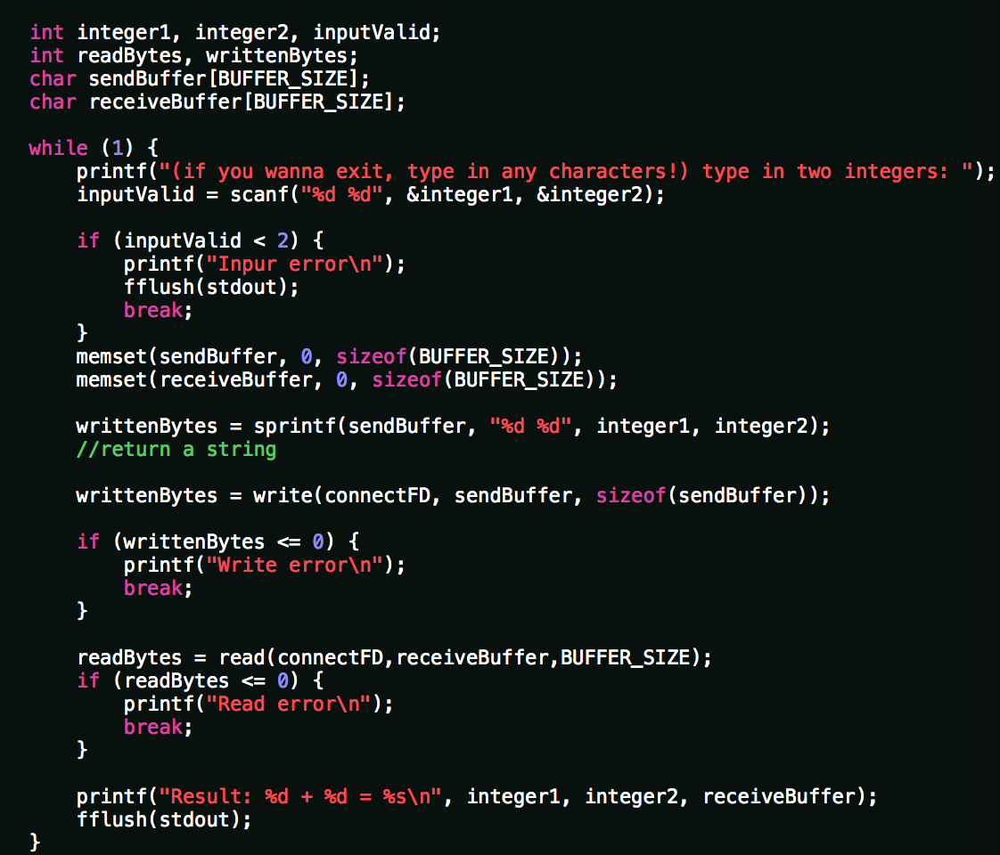 int integer1, integer2, inputValid;
int readBytes, writtenBytes;
char sendBuffer[BUFFER_SIZE];
char receiveBuffer[BUFFER_SIZE];

while (1) {
    printf("(if you wanna exit, type in any characters!) type in two integers: ");
    inputValid = scanf("%d %d", &integer1, &integer2);

    if (inputValid < 2) {
        printf("Inpur error\n");
        fflush(stdout);
        break;
    }
    memset(sendBuffer, 0, sizeof(BUFFER_SIZE));
    memset(receiveBuffer, 0, sizeof(BUFFER_SIZE));

    writtenBytes = sprintf(sendBuffer, "%d %d", integer1, integer2);
    //return a string

    writtenBytes = write(connectFD, sendBuffer, sizeof(sendBuffer));

    if (writtenBytes <= 0) {
        printf("Write error\n");
        break;
    }

    readBytes = read(connectFD,receiveBuffer,BUFFER_SIZE);
    if (readBytes <= 0) {
        printf("Read error\n");
        break;
    }

    printf("Result: %d + %d = %s\n", integer1, integer2, receiveBuffer);
    fflush(stdout);
}